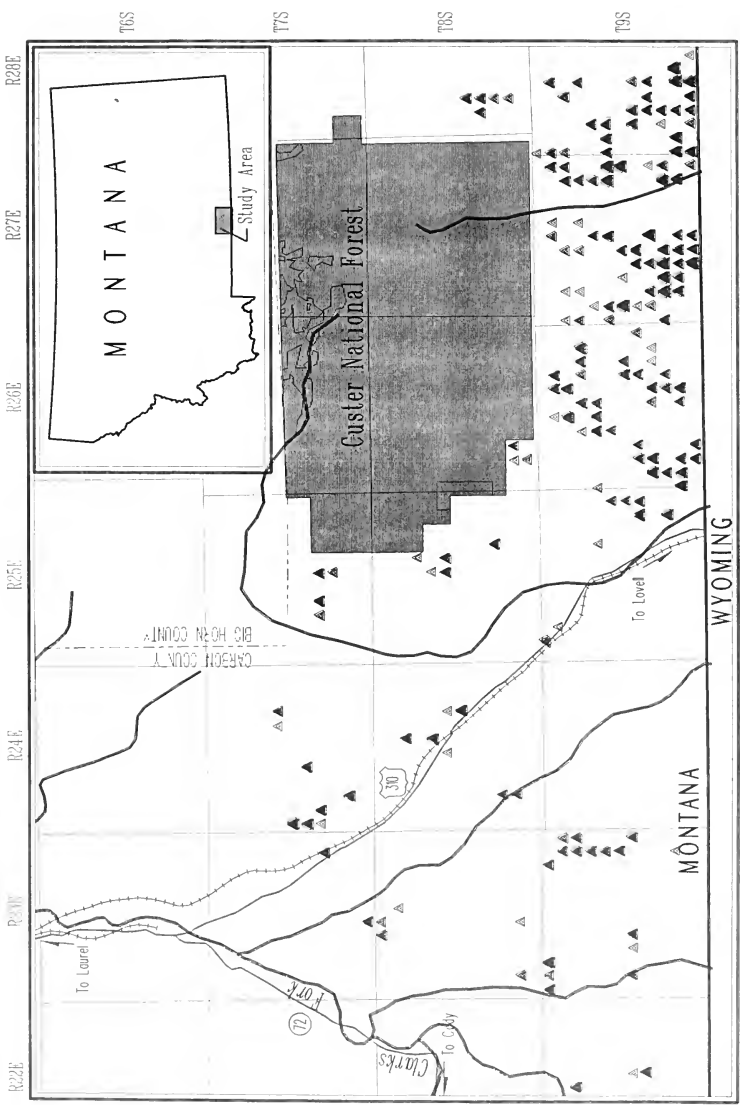 R28E
R27E
R26E
R25E
R24E
R22E
T6S
T7S
T8S
T9S
MONTANA
Study Area
Custer National Forest
BIG HORN COUNTY
CARBON COUNTY
310
72
To Laurel
To Lovell
To Cody
Clarks
Fork
MONTANA
WYOMING